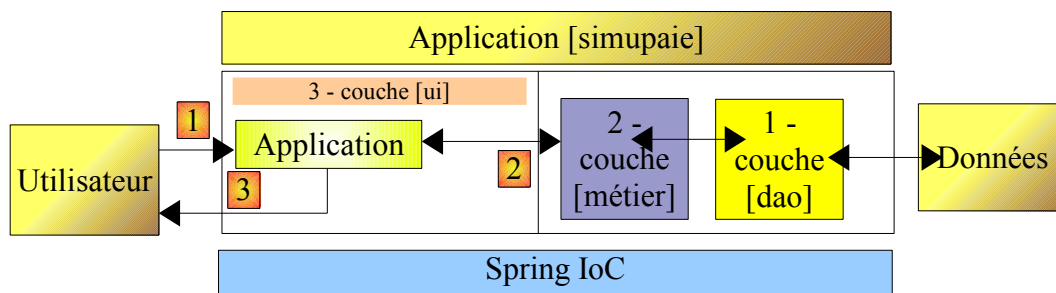 Application [simupaie]
3 - couche [ui]
1
Application
2 -
couche
[métier]
1 -
couche
[dao]
Utilisateur
3
2
Données
Spring IoC